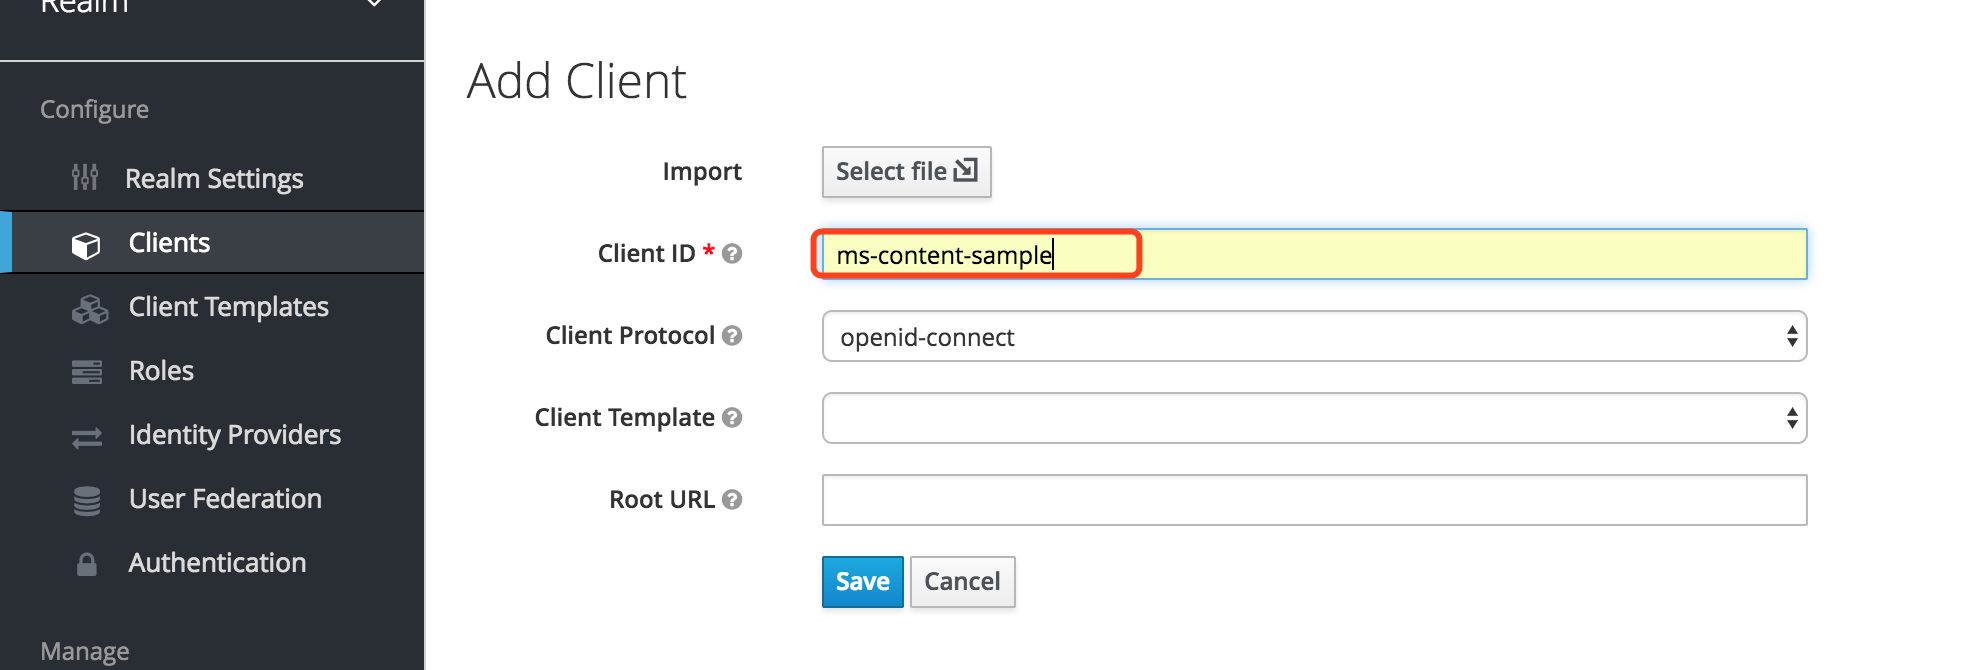 Realm
Configure
Realm Settings
Clients
Client Templates
Roles
Identity Providers
User Federation
Authentication
Manage
Add Client
Import
Select file
Client ID *
ms-content-sample
Client Protocol
openid-connect
Client Template
Root URL
Save
Cancel